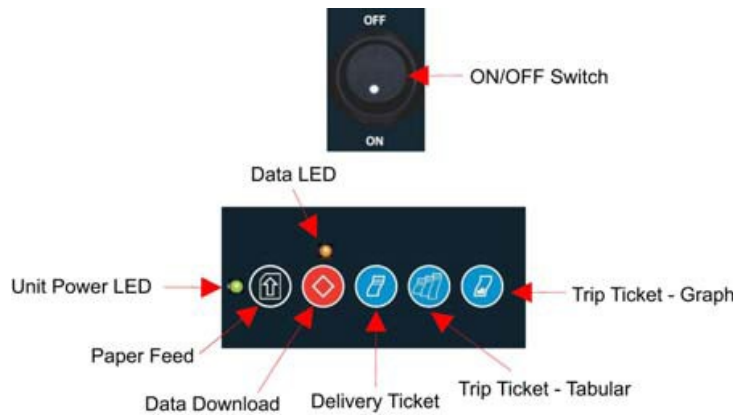 OFF
ON/OFF Switch
ON
Data LED
Unit Power LED
Trip Ticket - Graph
Paper Feed
Trip Ticket - Tabular
Data Download
Delivery Ticket